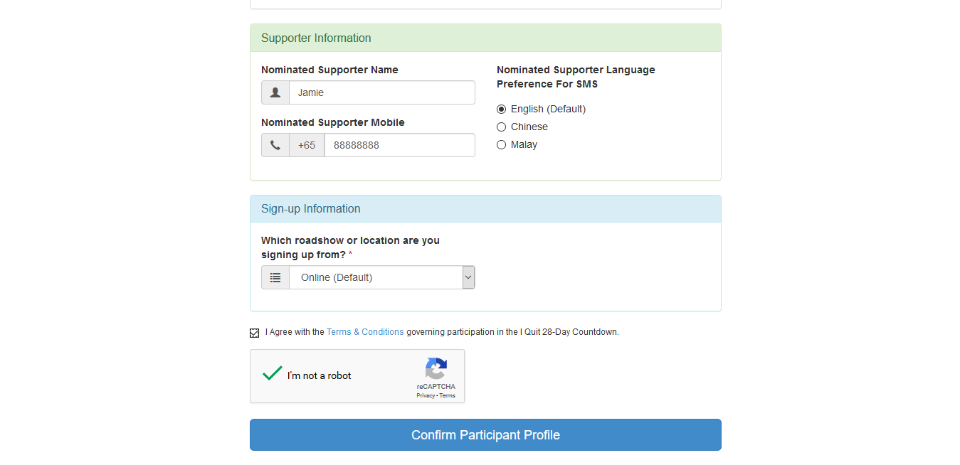 Supporter Information
Nominated Supporter Name
Jamie
Nominated Supporter Mobile
+65 88888888
Nominated Supporter Language
Preference For SMS
English (Default)
Chinese
Malay
Sign-up Information
Which roadshow or location are you
signing up from? *
Online (Default)
I Agree with the Terms & Conditions governing participation in the I Quit 28-Day Countdown.
I'm not a robot
reCAPTCHA
Privacy - Terms
Confirm Participant Profile